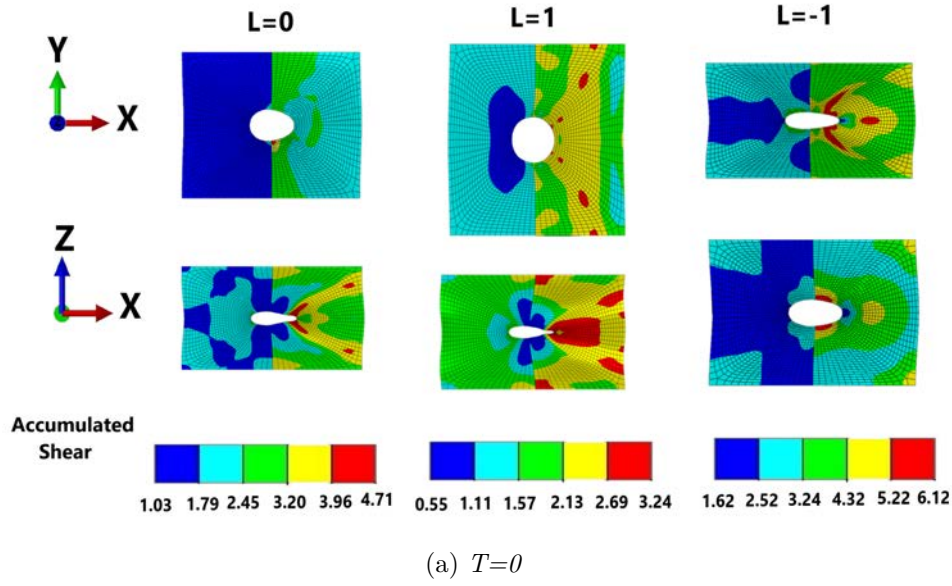 L=0 L=1 L=-1
Y
X
Z
X
Accumulated
Shear
1.03 1.79 2.45 3.20 3.96 4.71 0.55 1.11 1.57 2.13 2.69 3.24 1.62 2.52 3.24 4.32 5.22 6.12
(a) T=0